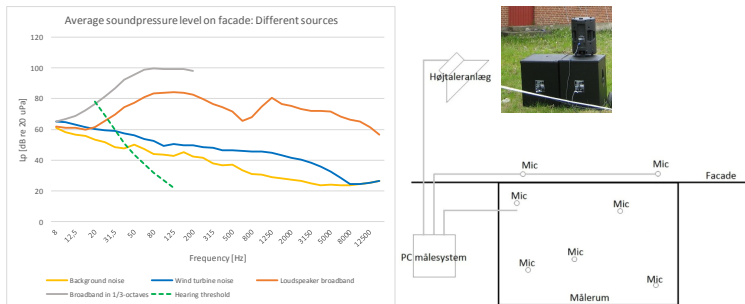 Average soundpressure level on facade: Different sources
120
100
80
60
40
20
0
Lp [dB re 20 uPa]
8
12,5
20
31,5
50
80
125
200
315
500
800
1250
2000
3150
5000
8000
12500
Frequency [Hz]
Background noise
Wind turbine noise
Loudspeaker broadband
Broadband in 1/3-octaves
Hearing threshold
Højtaleranlæg
Mic
Mic
Facade
Mic
Mic
PC målesystem
Mic
Mic
Mic
Målerum